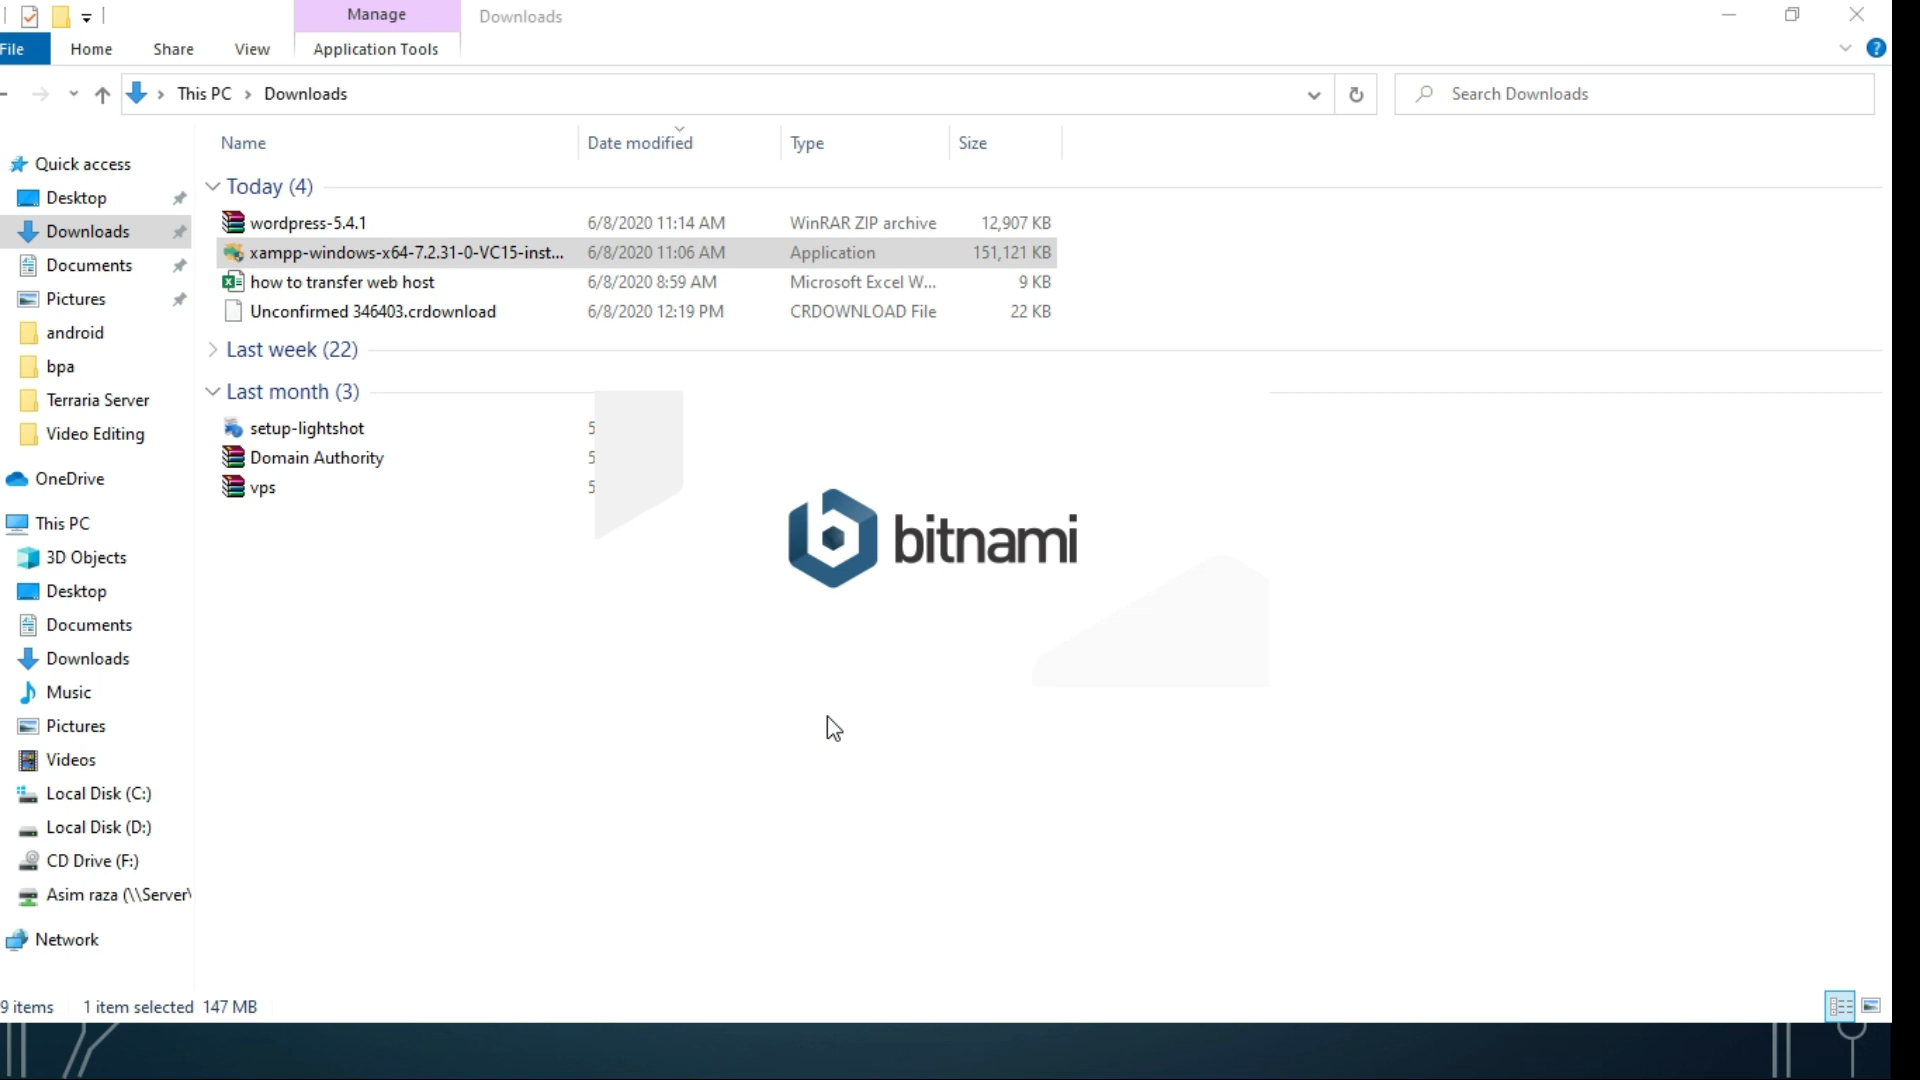 Manage
Downloads
File
Home
Share
View
Application Tools
This PC
Downloads
Search Downloads
Name
Date modified
Type
Size
Quick access
Desktop
Downloads
Documents
Pictures
android
bpa
Terraria Server
Video Editing
OneDrive
This PC
3D Objects
Desktop
Documents
Downloads
Music
Pictures
Videos
Local Disk (C:)
Local Disk (D:)
CD Drive (F:)
Asim raza (\\Server\
Network
Today (4)
wordpress-5.4.1 6/8/2020 11:14 AM WinRAR ZIP archive 12,907 KB
xampp-windows-x64-7.2.31-0-VC15-inst... 6/8/2020 11:06 AM Application 151,121 KB
how to transfer web host 6/8/2020 8:59 AM Microsoft Excel W... 9 KB
Unconfirmed 346403.crdownload 6/8/2020 12:19 PM CRDOWNLOAD File 22 KB
Last week (22)
Last month (3)
setup-lightshot 5
Domain Authority 5
vps 5
bitnami
9 items 1 item selected 147 MB